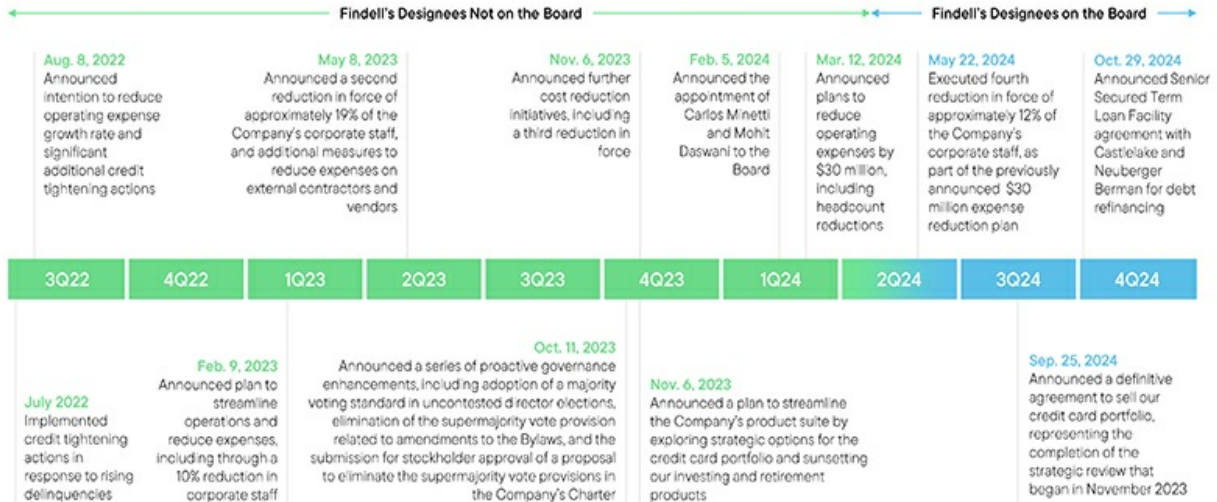 Findell's Designees Not on the Board
Findell's Designees on the Board
Aug. 8, 2022
Announced
intention to reduce
operating expense
growth rate and
significant
additional credit
tightening actions
May 8, 2023
Announced a second
reduction in force of
approximately 19% of the
Company's corporate staff,
and additional measures to
reduce expenses on
external contractors and
vendors
Nov. 6, 2023
Announced further
cost reduction
initiatives, including
a third reduction in
force
Feb. 5, 2024
Announced the
appointment of
Carlos Minetti
and Mohit
Daswani to the
Board
Mar. 12, 2024
Announced
plans to
reduce
operating
expenses by
$30 million,
including
headcount
reductions
May 22, 2024
Executed fourth
reduction in force of
approximately 12% of
the Company's
corporate staff, as
part of the previously
announced $30
million expense
reduction plan
Oct. 29, 2024
Announced Senior
Secured Term
Loan Facility
agreement with
Castlelake and
Neuberger
Berman for debt
refinancing
3Q22
4Q22
1Q23
2Q23
3Q23
4Q23
1Q24
2Q24
3Q24
4Q24
July 2022
Implemented
credit tightening
actions in
response to rising
delinquencies
Feb. 9, 2023
Announced plan to
streamline
operations and
reduce expenses,
including through a
10% reduction in
corporate staff
Oct. 11, 2023
Announced a series of proactive governance
enhancements, including adoption of a majority
voting standard in uncontested director elections,
elimination of the supermajority vote provision
related to amendments to the Bylaws, and the
submission for stockholder approval of a proposal
to eliminate the supermajority vote provisions in
the Company's Charter
Nov. 6, 2023
Announced a plan to streamline
the Company's product suite by
exploring strategic options for the
credit card portfolio and sunsetting
our investing and retirement
products
Sep. 25, 2024
Announced a definitive
agreement to sell our
credit card portfolio,
representing the
completion of the
strategic review that
began in November 2023